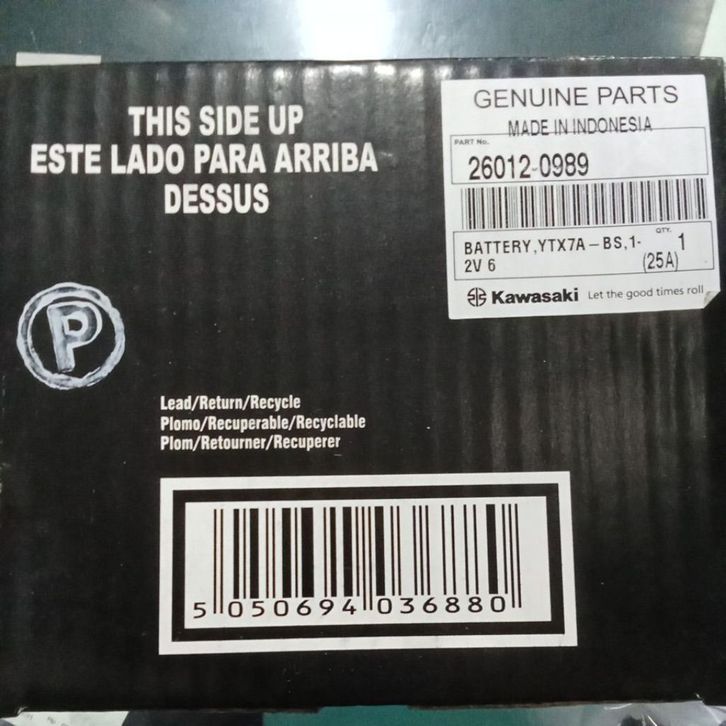 THIS SIDE UP
ESTE LADO PARA ARRIBA
DESSUS
GENUINE PARTS
MADE IN INDONESIA
PART No.
26012-0989
BATTERY,YTX7A-BS,1-
2V 6
QTY.
1
(25A)
Kawasaki Let the good times roll
P
Lead/Return/Recycle
Plomo/Recuperable/Recyclable
Plom/Retourner/Recuperer
5 050694 036880